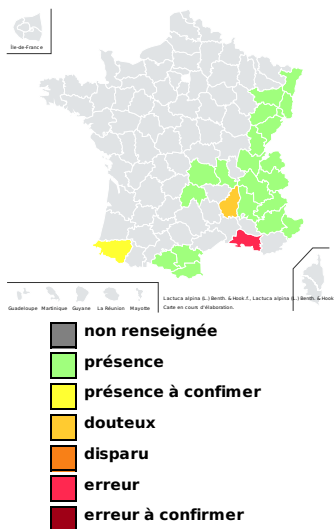 Île-de-France
Guadeloupe Martinique Guyane La Réunion Mayotte
Lactuca alpina (L.) Benth. & Hook.f., Lactuca alpina (L.) Benth. & Hook
Carte en cours d'élaboration.
non renseignée
présence
présence à confimer
douteux
disparu
erreur
erreur à confirmer